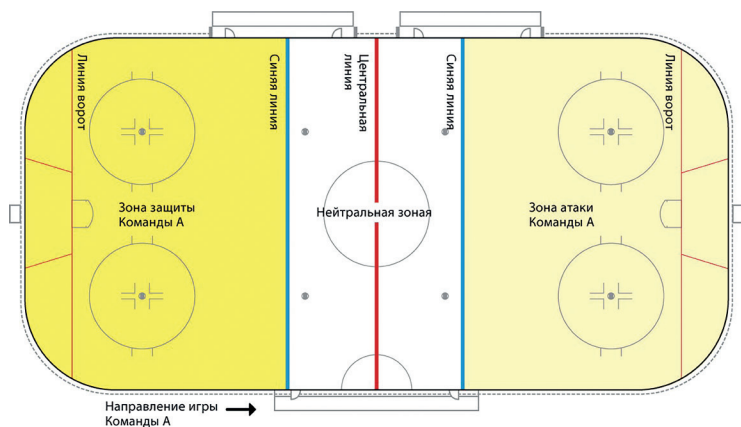 Линия ворот
Синяя линия
Центральная
линия
Синяя линия
Линия ворот
Зона защиты
Команды А
Нейтральная зоная
Зона атаки
Команды А
Направление игры
Команды А